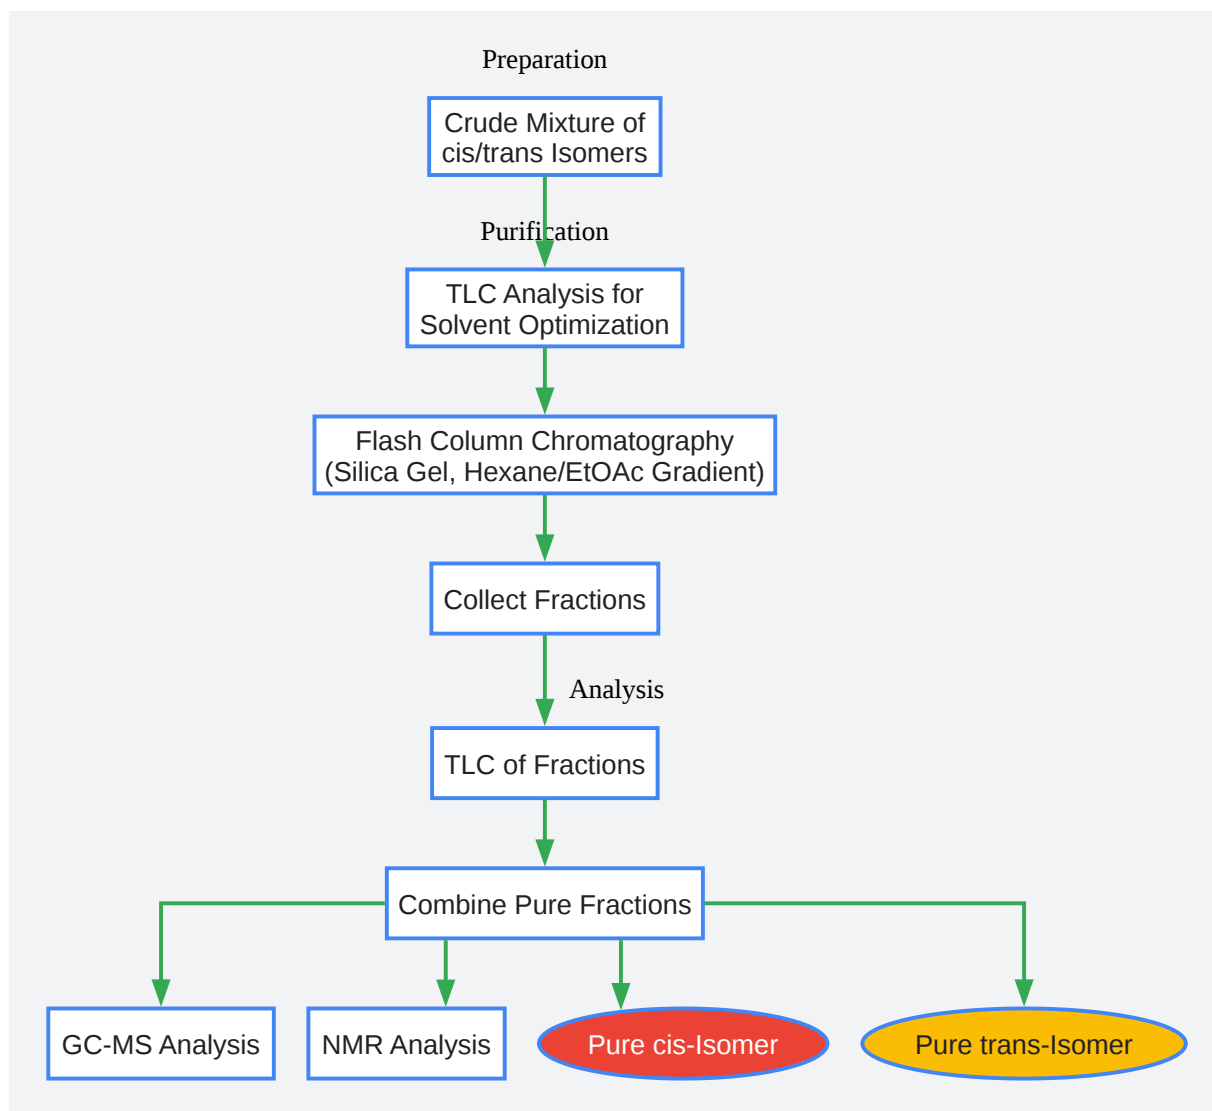 Preparation
Crude Mixture of
cis/trans Isomers
Purification
TLC Analysis for
Solvent Optimization
Flash Column Chromatography
(Silica Gel, Hexane/EtOAc Gradient)
Collect Fractions
Analysis
TLC of Fractions
Combine Pure Fractions
GC-MS Analysis
NMR Analysis
Pure cis-Isomer
Pure trans-Isomer